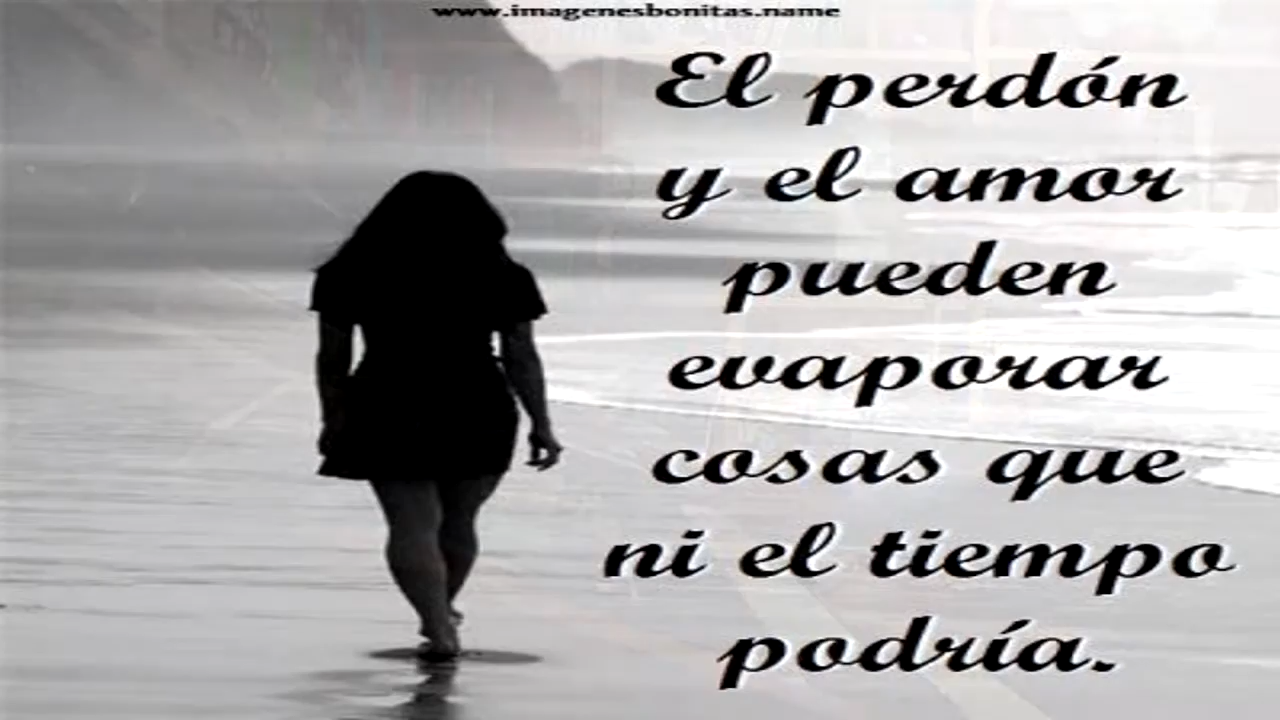 www.imagenesbonitas.name
El perdón
y el amor
pueden
evaporar
cosas que
ni el tiempo
podría.